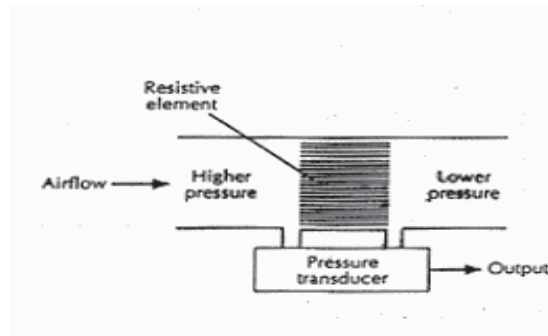 Resistive
element
Airflow
Higher
pressure
Lower
pressure
Pressure
transducer
Output